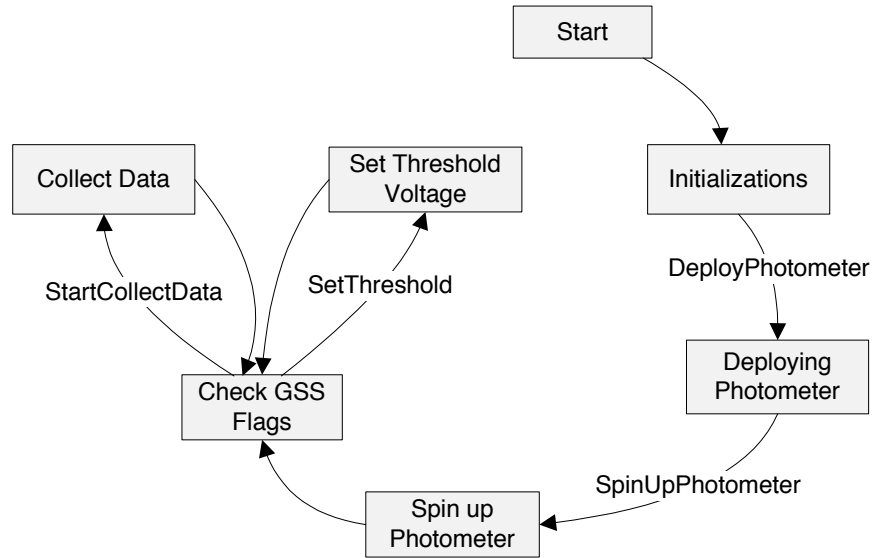 Start
Collect Data
Set Threshold
Voltage
Initializations
DeployPhotometer
StartCollectData
SetThreshold
Deploying
Photometer
Check GSS
Flags
SpinUpPhotometer
Spin up
Photometer